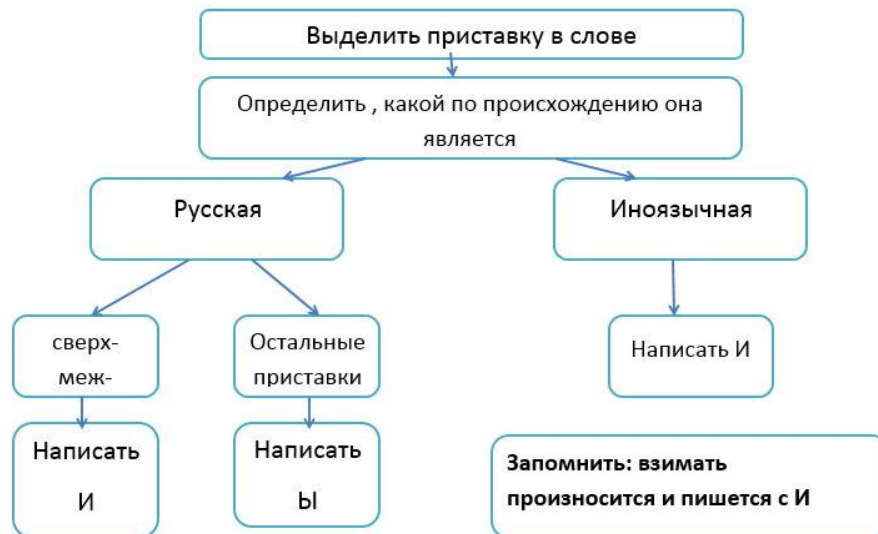 Выделить приставку в слове
Определить , какой по происхождению она
является
Русская
Иноязычная
сверх-
меж-
Остальные
приставки
Написать И
Написать
И
Написать
Ы
Запомнить: взимать
произносится и пишется с И